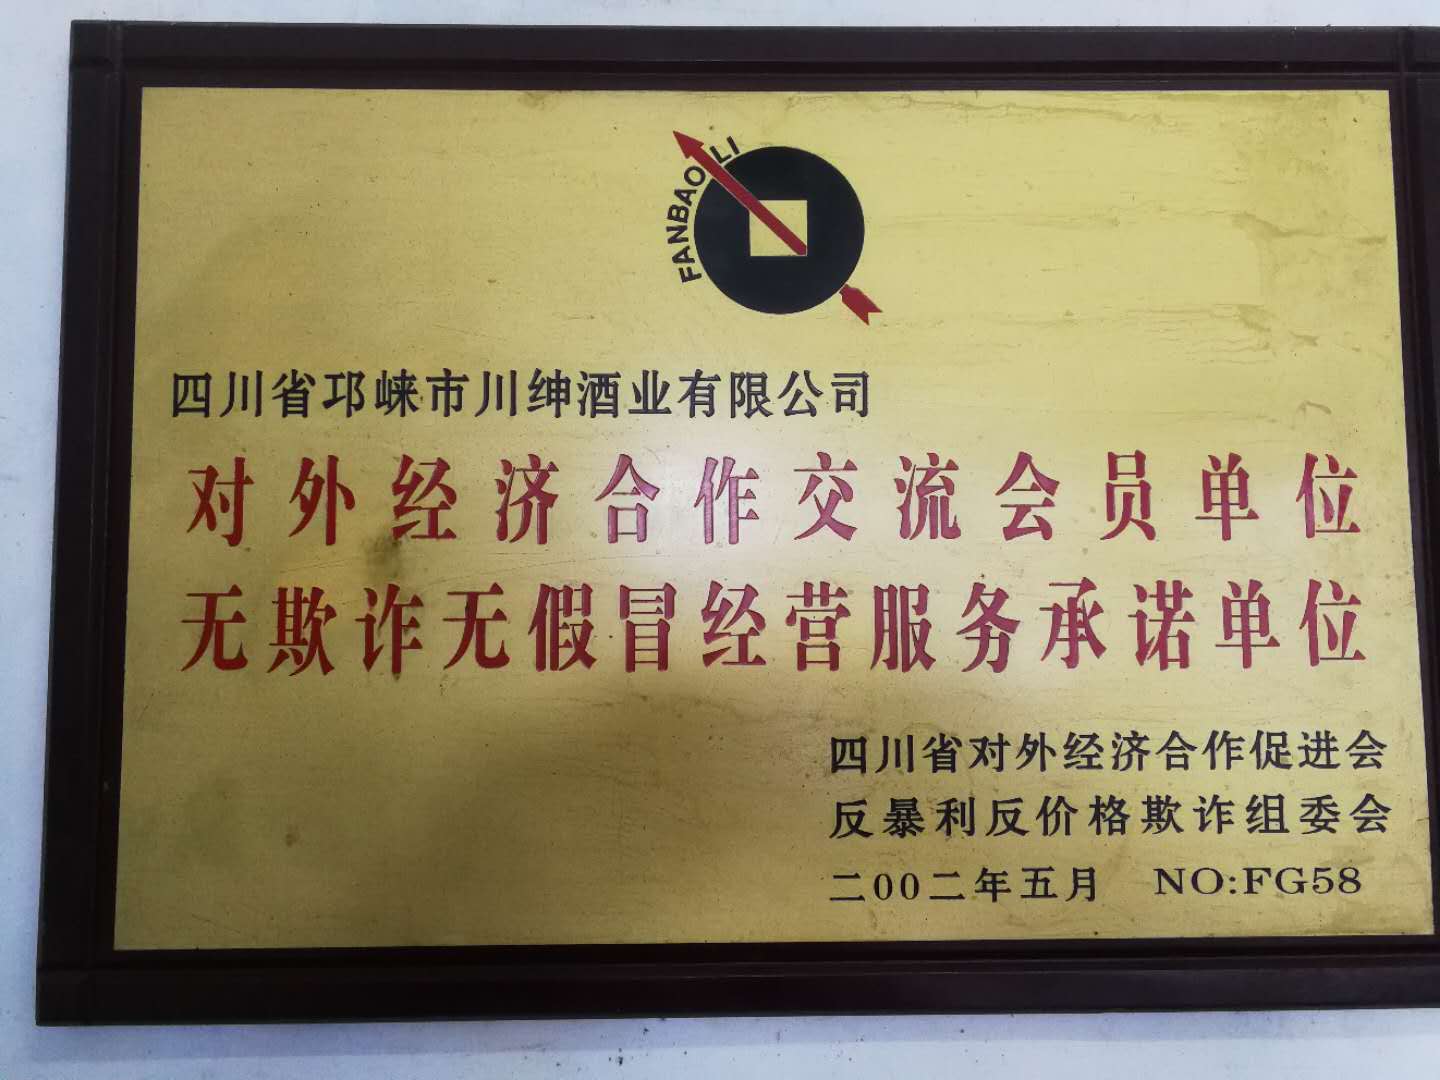 FANBAO LI
四川省邛崃市川绅酒业有限公司
对外经济合作交流会员单位
无欺诈无假冒经营服务承诺单位
四川省对外经济合作促进会
反暴利反价格欺诈组委会
二00二年五月 NO:FG58